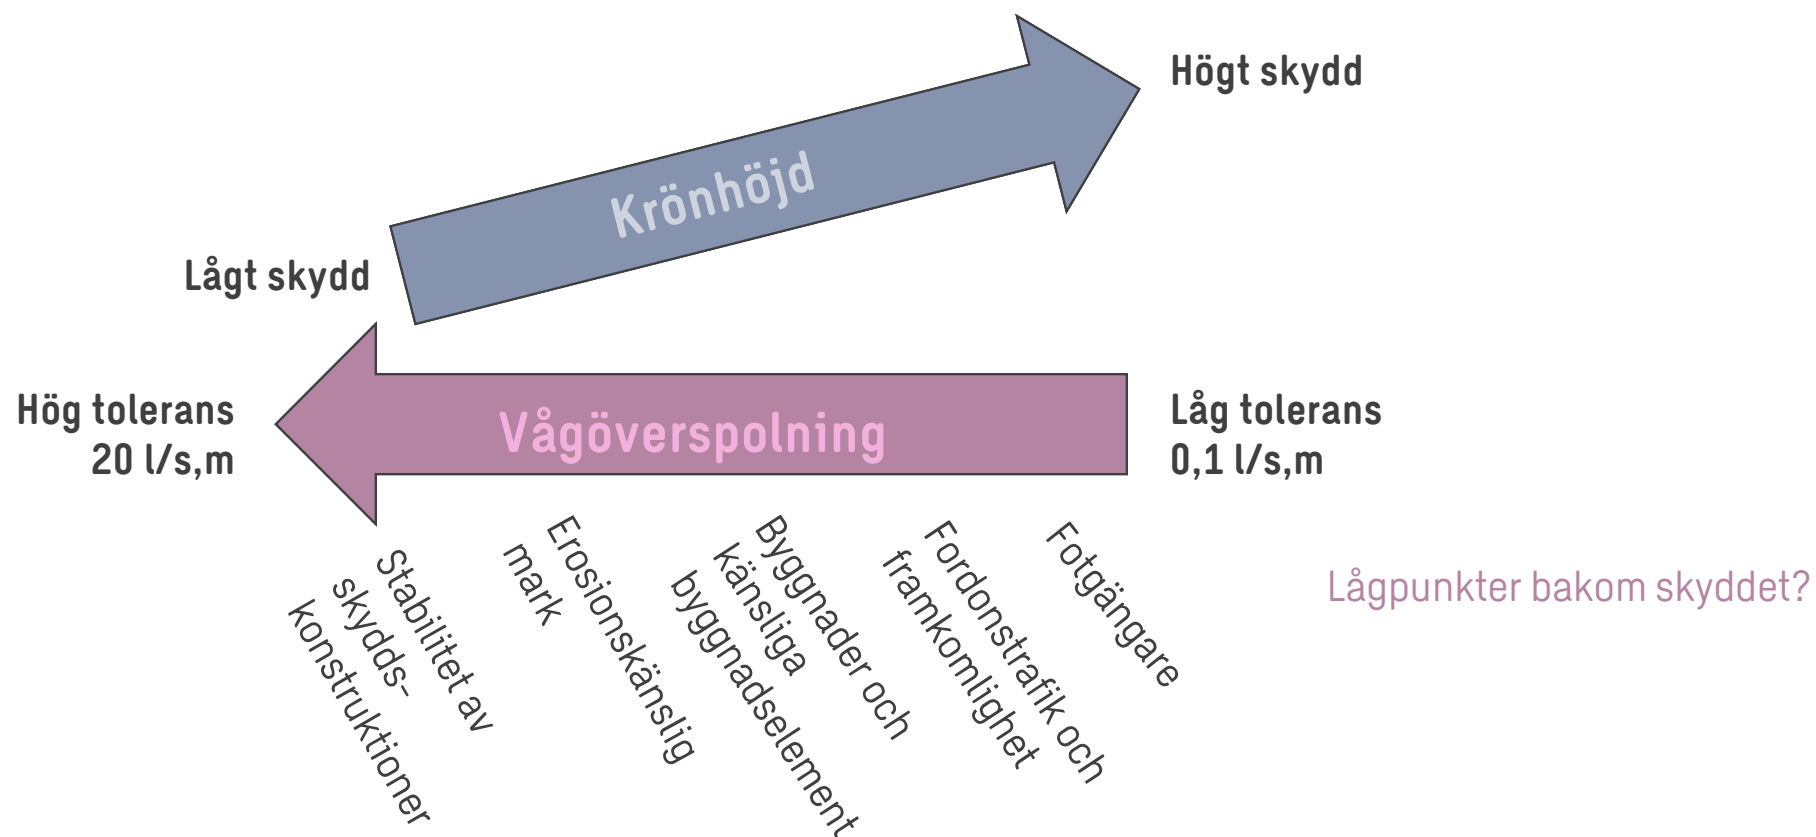 Högt skydd
Krönhöjd
Lågt skydd
Hög tolerans
20 l/s,m
Vågöverspolning
Låg tolerans
0,1 l/s,m
Stabilitet av
skydds-
konstruktioner
Erosionskänslig
mark
Byggnader och
känsliga
byggnadselement
Fordonstrafik och
framkomlighet
Fotgängare
Lågpunkter bakom skyddet?